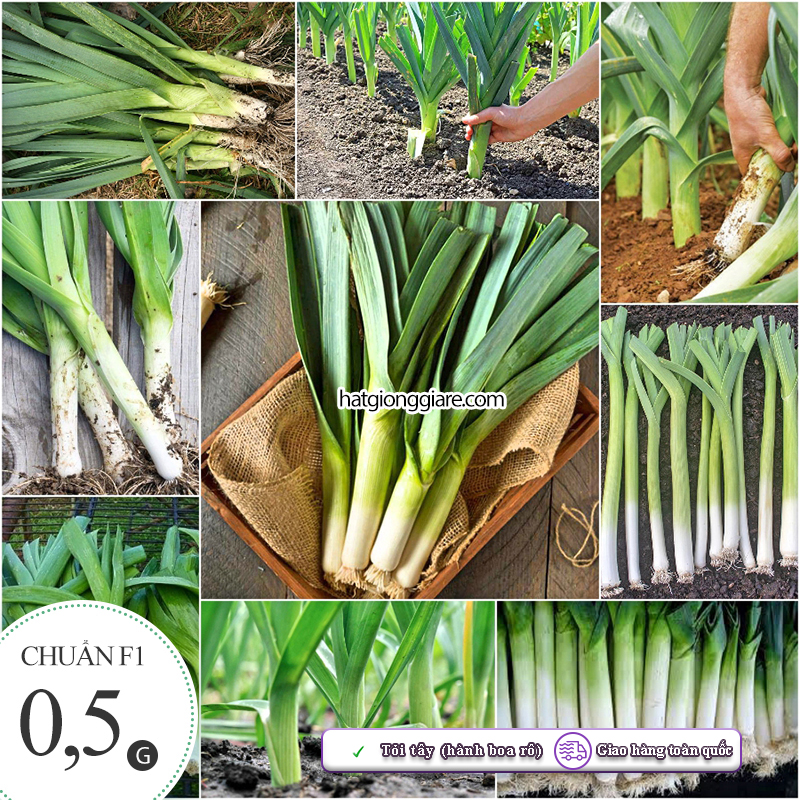 hatgionggiare.com
CHUẨN F1
0,5 G
✓ Tỏi tây (hành boa rô) Giao hàng toàn quốc